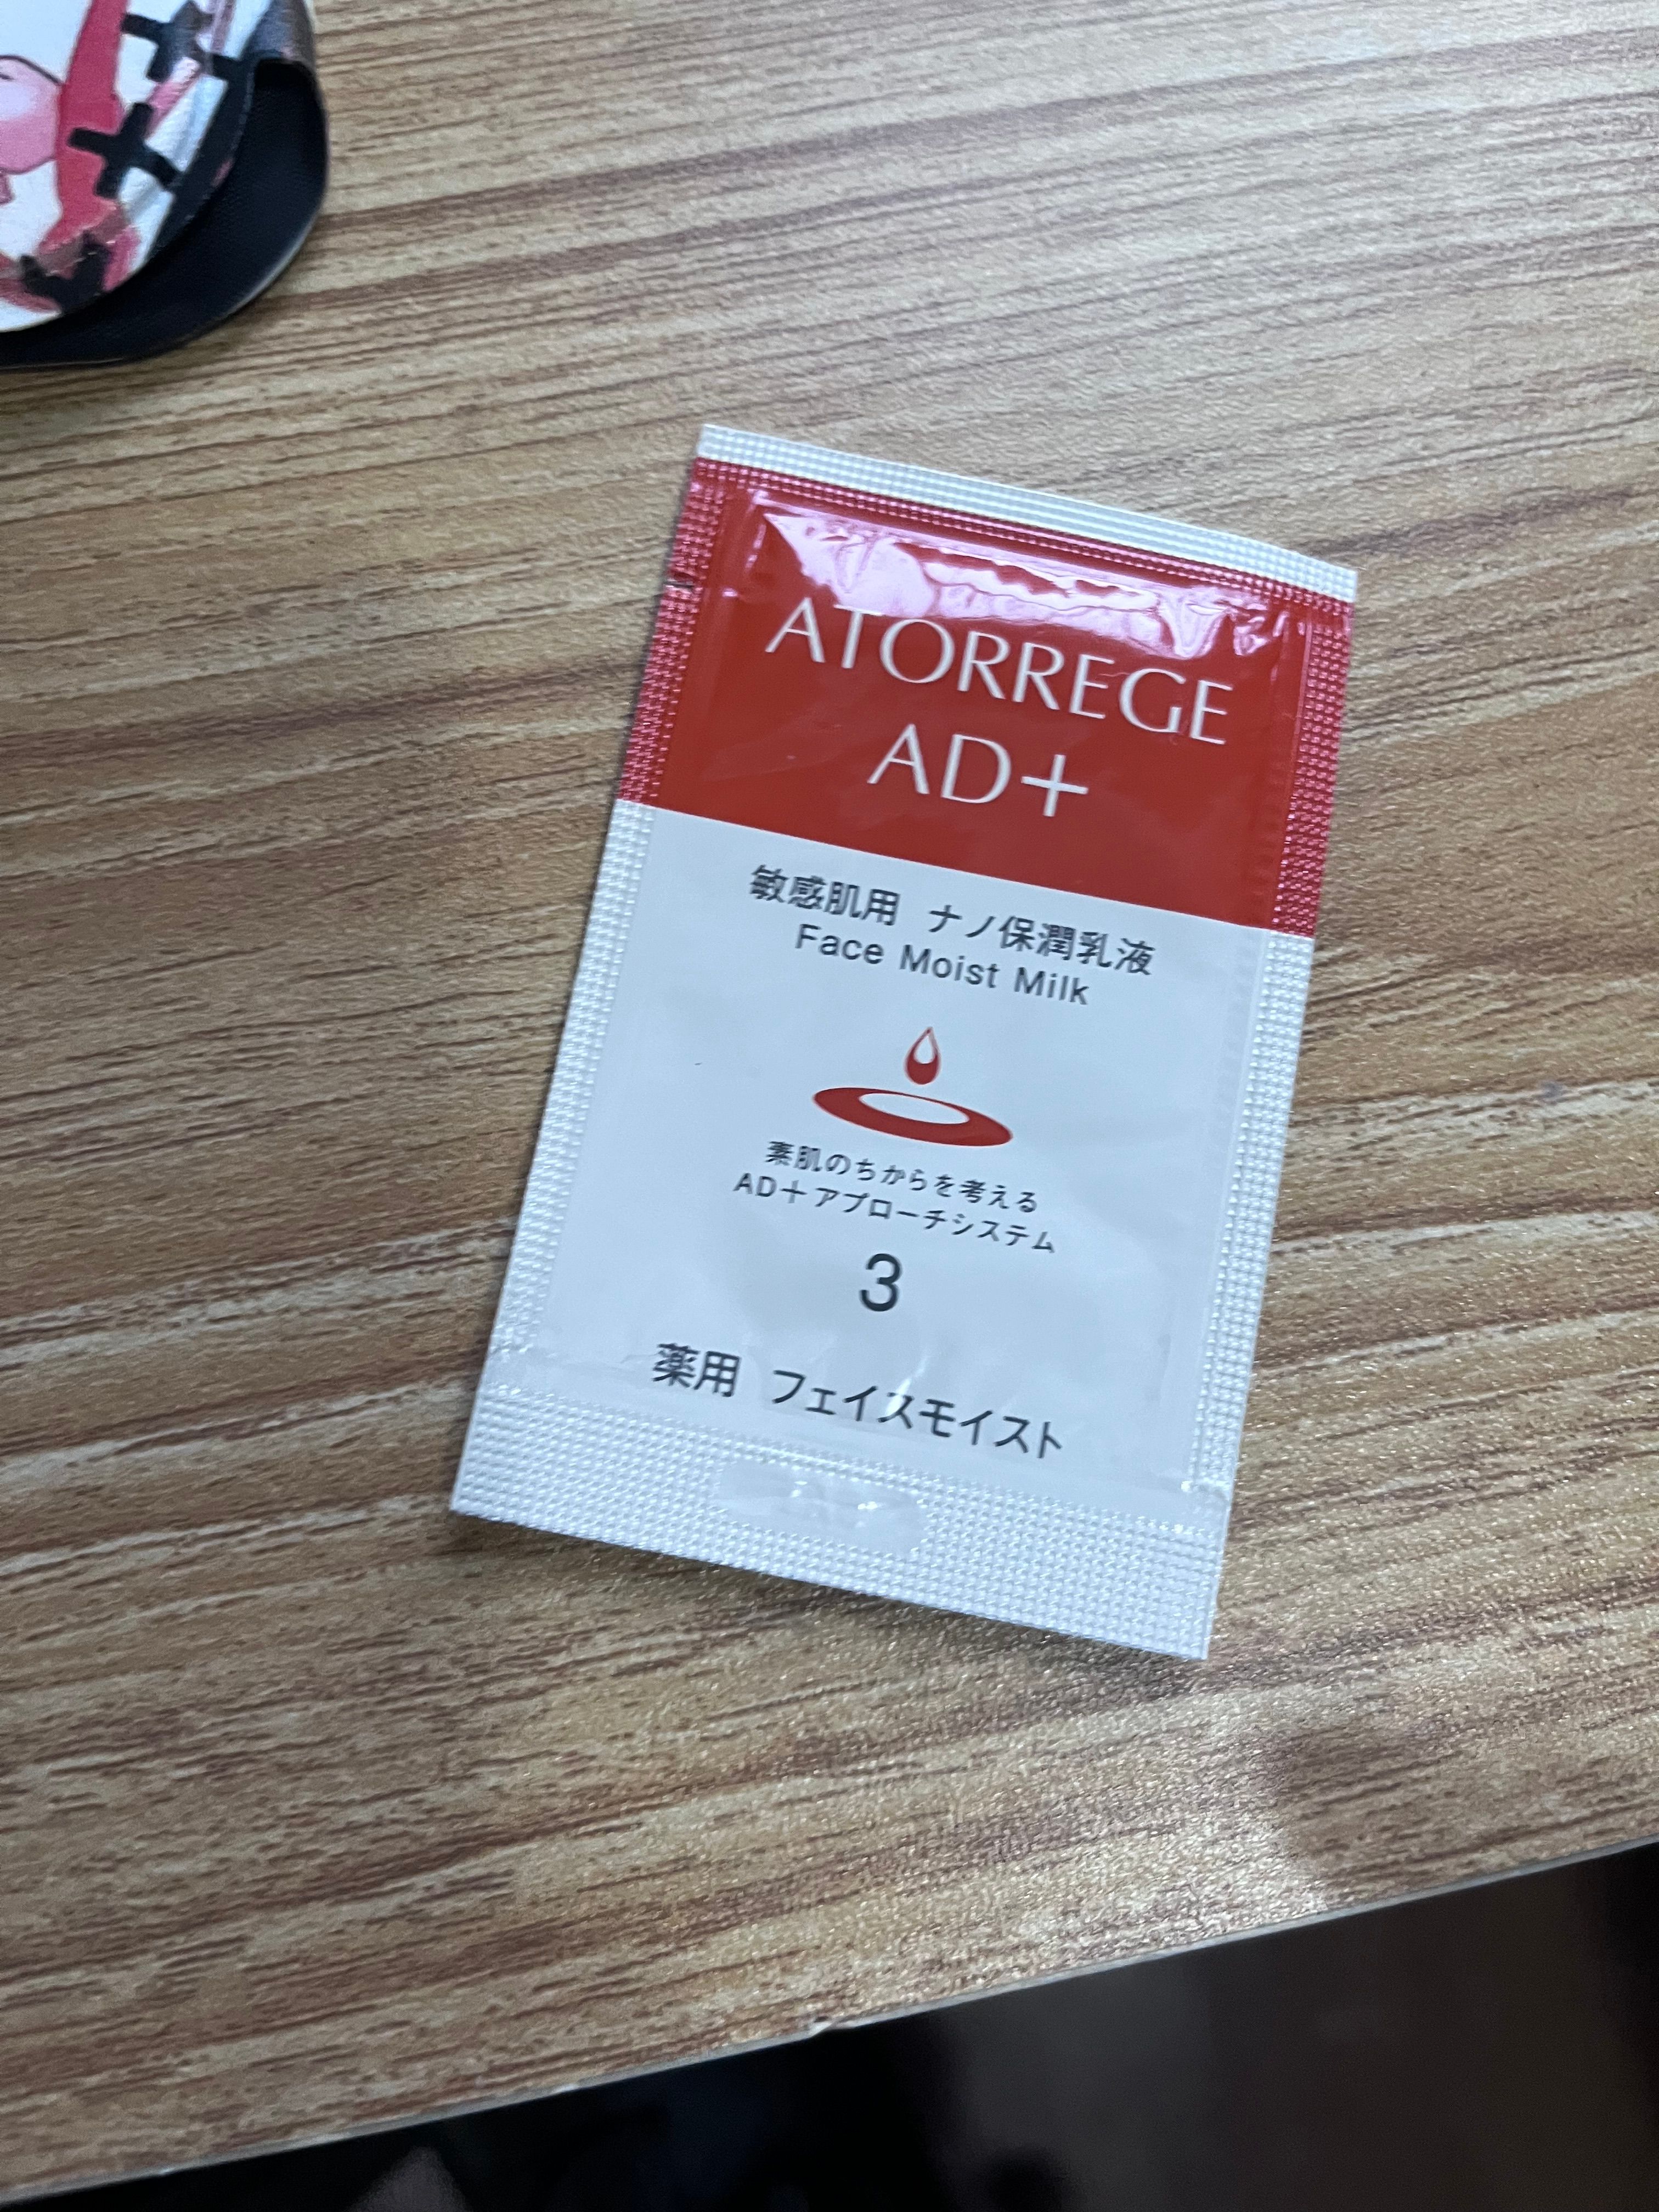 ATORREGE
AD+
敏感肌用 ナノ保潤乳液
Face Moist Milk
素肌のちからを考える
AD+アプローチシステム
3
薬用 フェイスモイスト